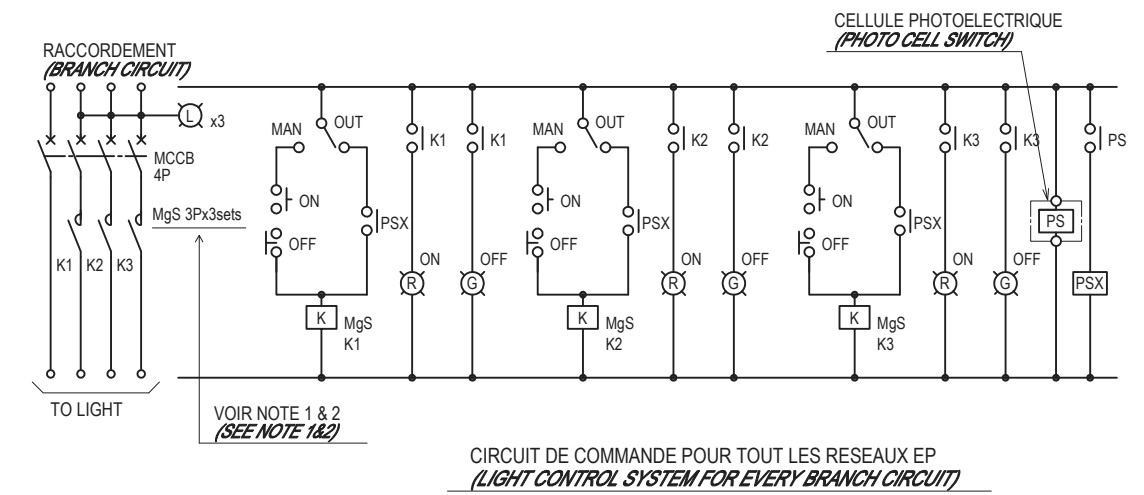 CELLULE PHOTOELECTRIQUE
(PHOTO CELL SWITCH)
RACCORDEMENT
(BRANCH CIRCUIT)
L x3
MCCB
4P
MgS 3Px3sets
K1 K2 K3
TO LIGHT
MAN OUT
ON
OFF
PSX
K MgS
K1
K1
ON
R
K1
OFF
G
MAN OUT
ON
OFF
PSX
K MgS
K2
K2
ON
R
K2
OFF
G
MAN OUT
ON
OFF
PSX
K MgS
K3
K3
ON
R
K3
OFF
G
PS
PS
PSX
VOIR NOTE 1 & 2
(SEE NOTE 1&2)
CIRCUIT DE COMMANDE POUR TOUT LES RESEAUX EP
(LIGHT CONTROL SYSTEM FOR EVERY BRANCH CIRCUIT)